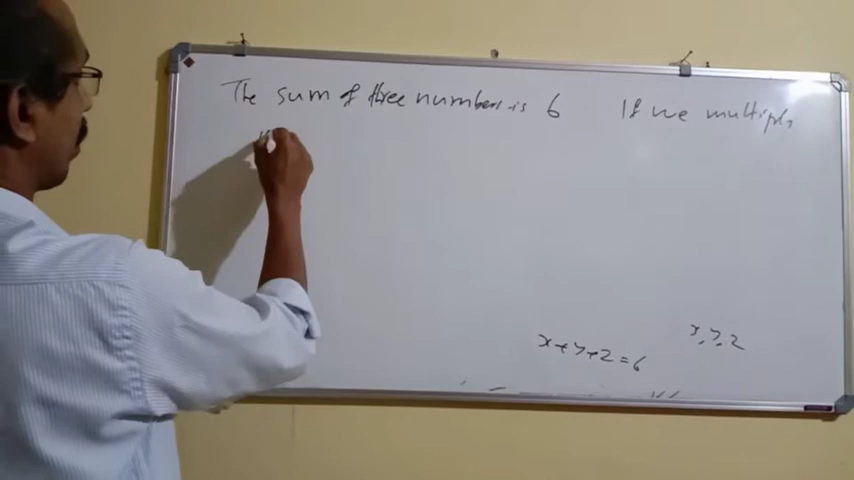 The sum of three numbers is 6 If we multiply
x+y+z=6
x, y, z